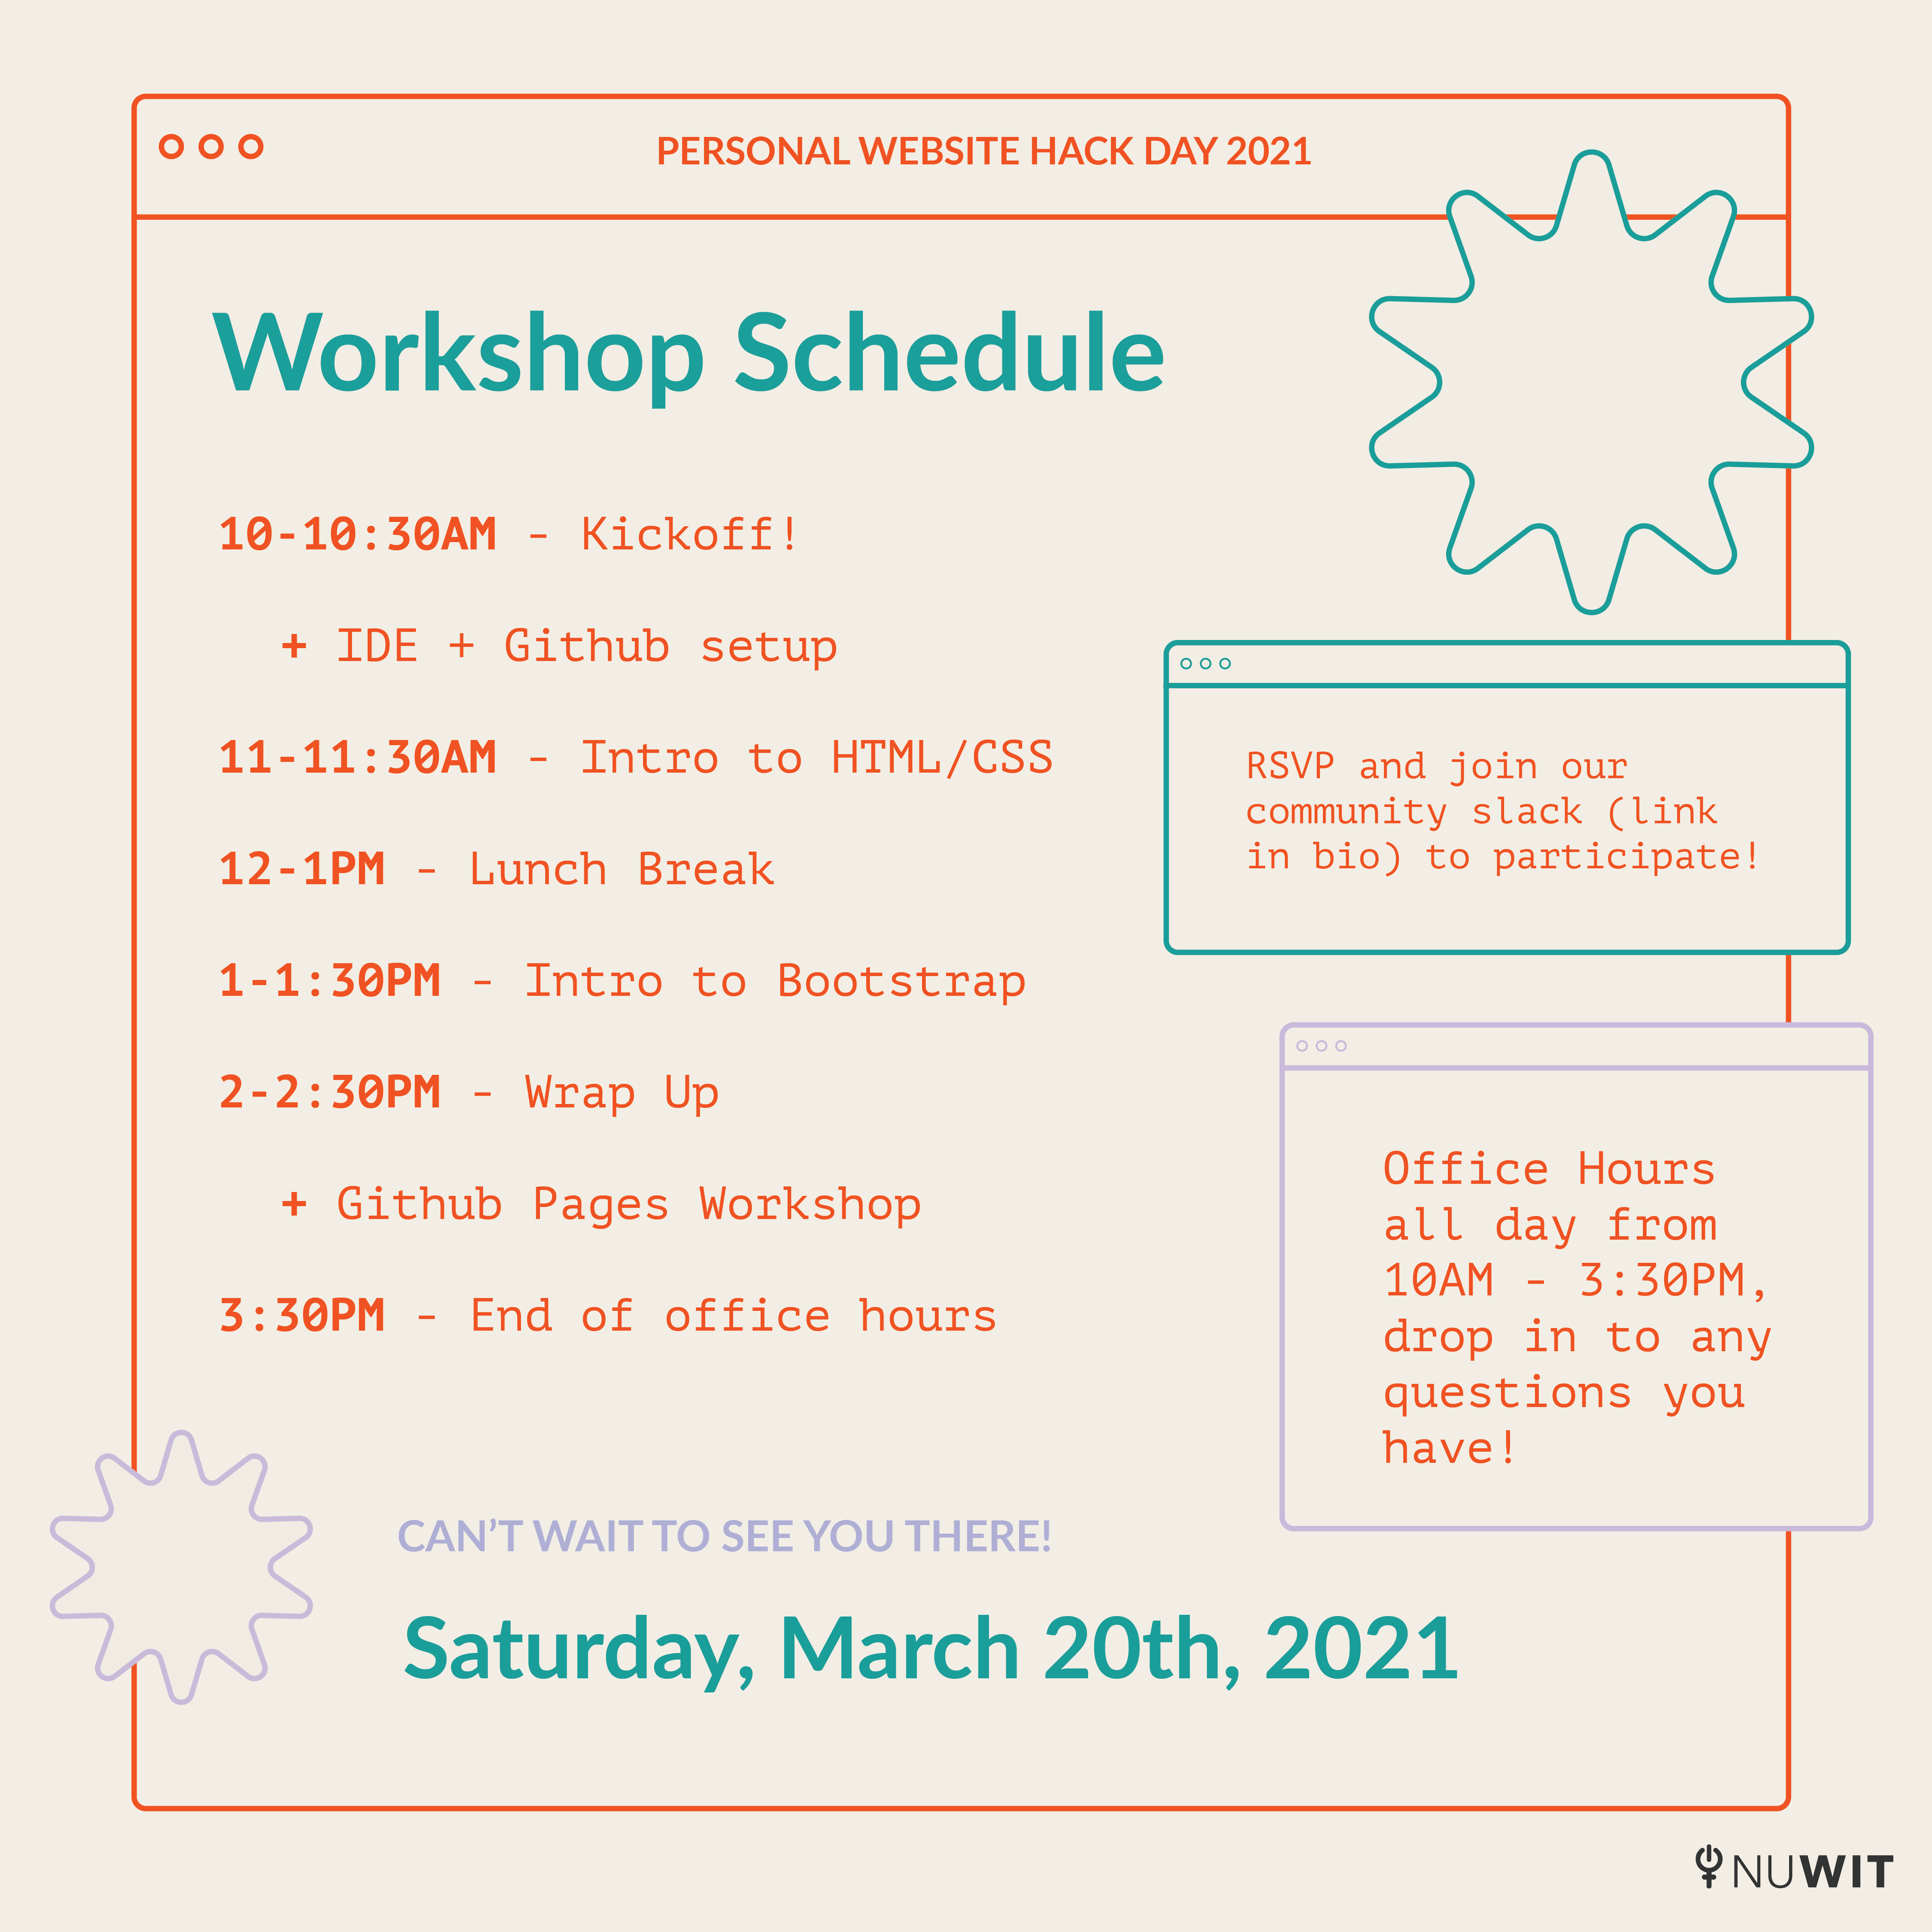 PERSONAL WEBSITE HACK DAY 2021
Workshop Schedule
10-10:30AM - Kickoff!
+ IDE + Github setup
11-11:30AM - Intro to HTML/CSS
12-1PM - Lunch Break
1-1:30PM - Intro to Bootstrap
2-2:30PM - Wrap Up
+ Github Pages Workshop
3:30PM - End of office hours
RSVP and join our
community slack (link
in bio) to participate!
Office Hours
all day from
10AM - 3:30PM,
drop in to any
questions you
have!
CAN'T WAIT TO SEE YOU THERE!
Saturday, March 20th, 2021
NUWIT